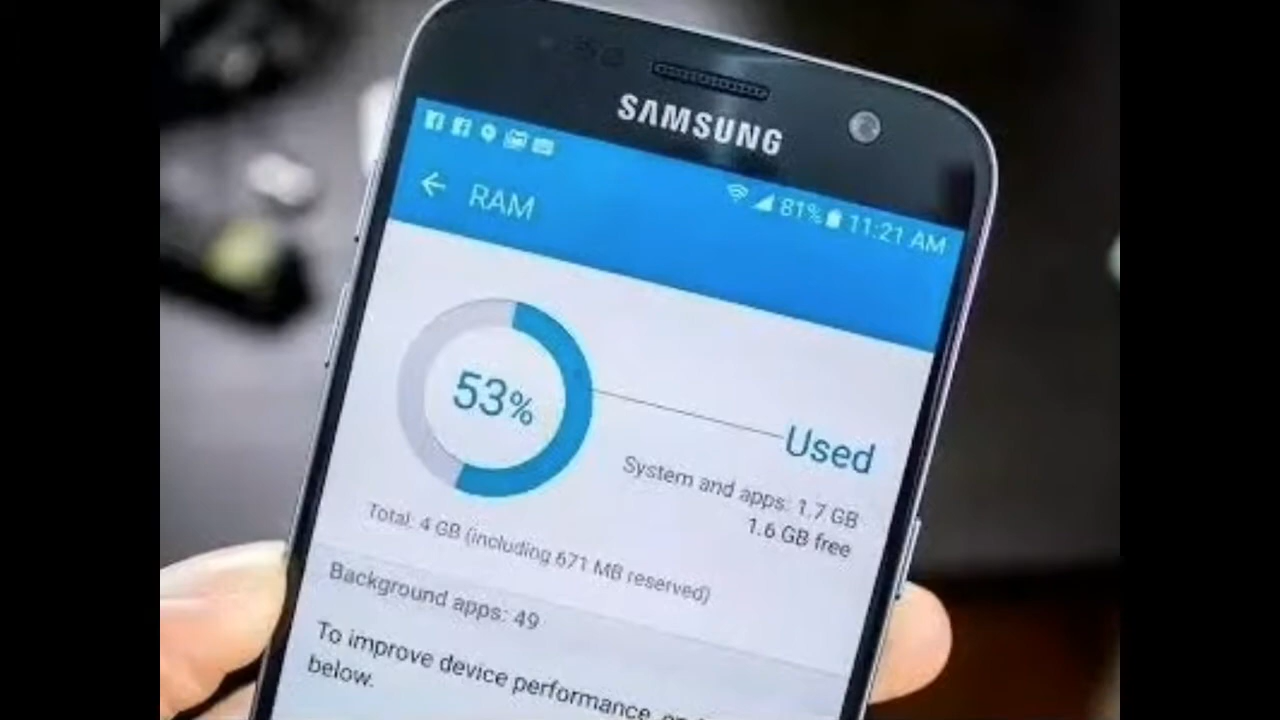 SAMSUNG
81% 11:21 AM
RAM
53%
Used
System and apps: 1.7 GB
1.6 GB free
Total: 4 GB (including 671 MB reserved)
Background apps: 49
To improve device performance,
below.